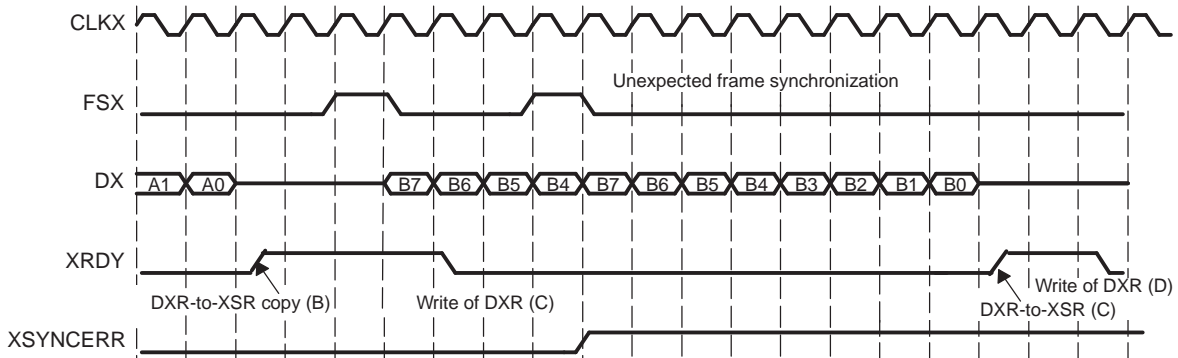 CLKX
Unexpected frame synchronization
FSX
DX A1 A0 B7 B6 B5 B4 B7 B6 B5 B4 B3 B2 B1 B0
XRDY
DXR-to-XSR copy (B)
Write of DXR (C)
Write of DXR (D)
DXR-to-XSR (C)
XSYNCERR